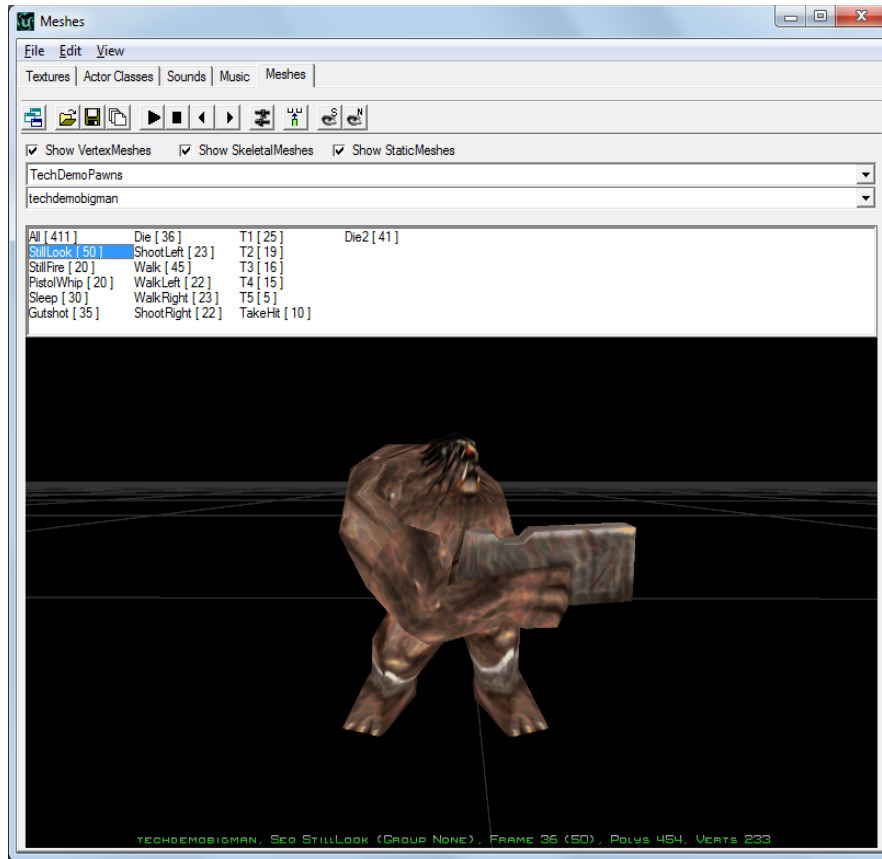 Meshes
File Edit View
Textures Actor Classes Sounds Music Meshes
Show VertexMeshes Show SkeletalMeshes Show StaticMeshes
TechDemoPawns
techdemobigman
All [ 411 ] Die [ 36 ] T1 [ 25 ] Die2 [ 41 ]
StillLook [ 50 ] ShootLeft [ 23 ] T2 [ 19 ]
StillFire [ 20 ] Walk [ 45 ] T3 [ 16 ]
PistolWhip [ 20 ] WalkLeft [ 22 ] T4 [ 15 ]
Sleep [ 30 ] WalkRight [ 23 ] T5 [ 5 ]
Gutshot [ 35 ] ShootRight [ 22 ] TakeHit [ 10 ]
techdemobigman, Seq StillLook (Group None), Frame 36 (50), Polys 454, Verts 233